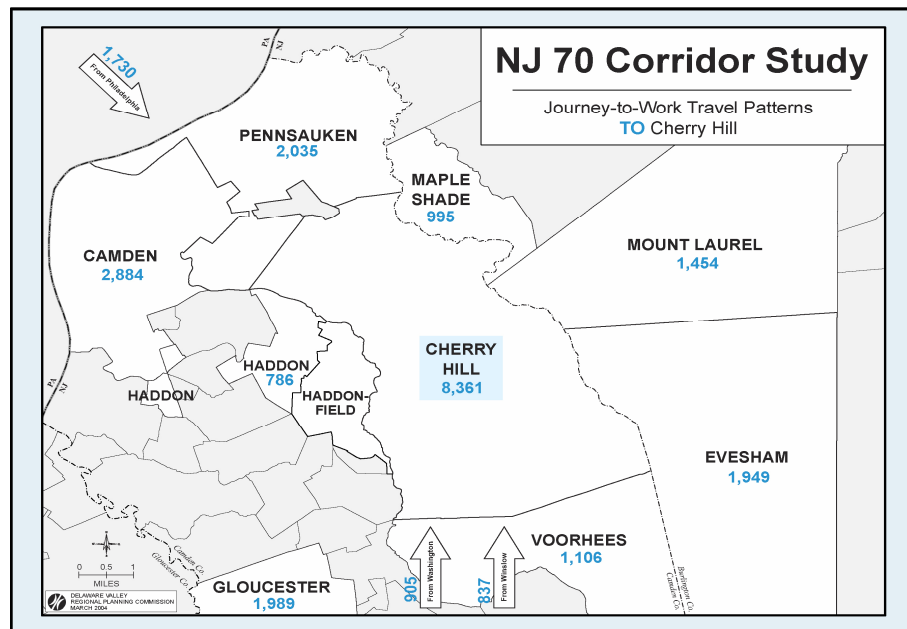 NJ 70 Corridor Study
Journey-to-Work Travel Patterns
TO Cherry Hill
PA
NJ
1,730
From Philadelphia
PENNSAUKEN
2,035
MAPLE
SHADE
995
MOUNT LAUREL
1,454
CAMDEN
2,884
CHERRY
HILL
8,361
HADDON
786
HADDON-
FIELD
HADDON
PA
NJ
EVESHAM
1,949
VOORHEES
1,106
905
From Washington
837
From Winslow
Burlington Co.
Camden Co.
Camden Co.
Gloucester Co.
GLOUCESTER
1,989
0 0.5 1
MILES
DELAWARE VALLEY
REGIONAL PLANNING COMMISSION
MARCH 2004